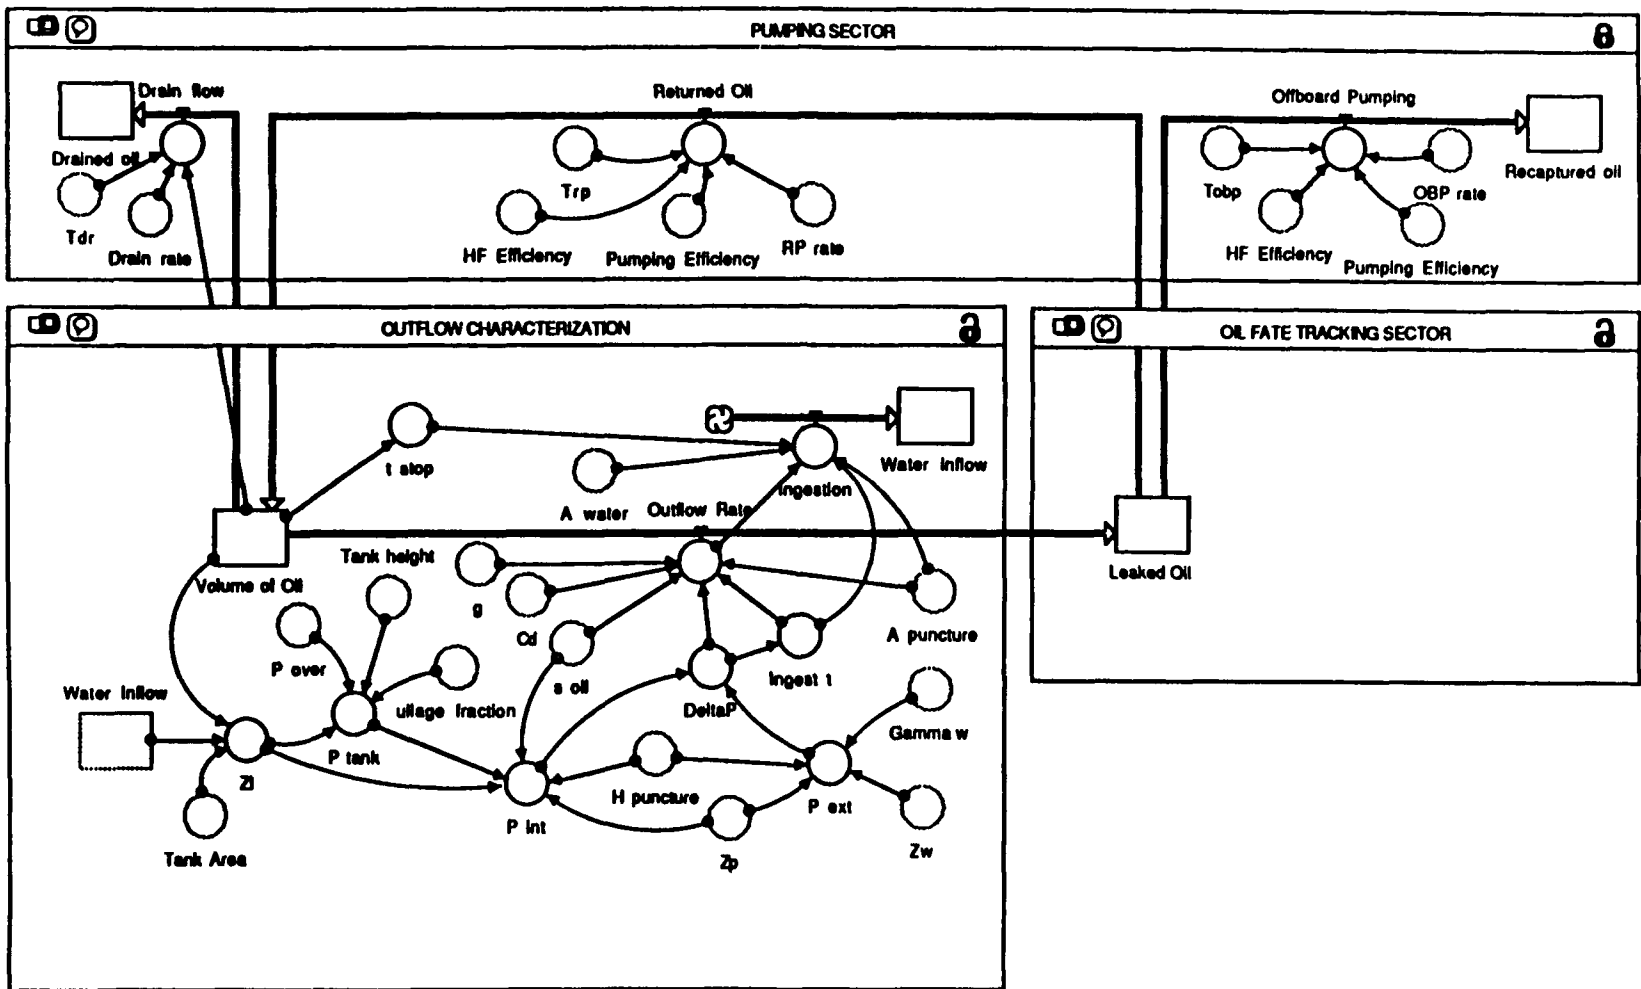 PUMPING SECTOR
Drain flow
Returned Oil
Offboard Pumping
Drained oil
Trp
Tobp
OBP rate
Recaptured oil
Tdr
Drain rate
HF Efficiency
Pumping Efficiency
RP rate
HF Efficiency
Pumping Efficiency
OUTFLOW CHARACTERIZATION
OIL FATE TRACKING SECTOR
t stop
Water Inflow
A water
Outflow Rate
Ingestion
Tank height
Volume of Oil
g
Cd
Leaked Oil
P over
s oil
Ingest t
A puncture
Water Inflow
ullage fraction
DeltaP
Gamma w
P tank
Zl
H puncture
P ext
P int
Tank Area
Zp
Zw